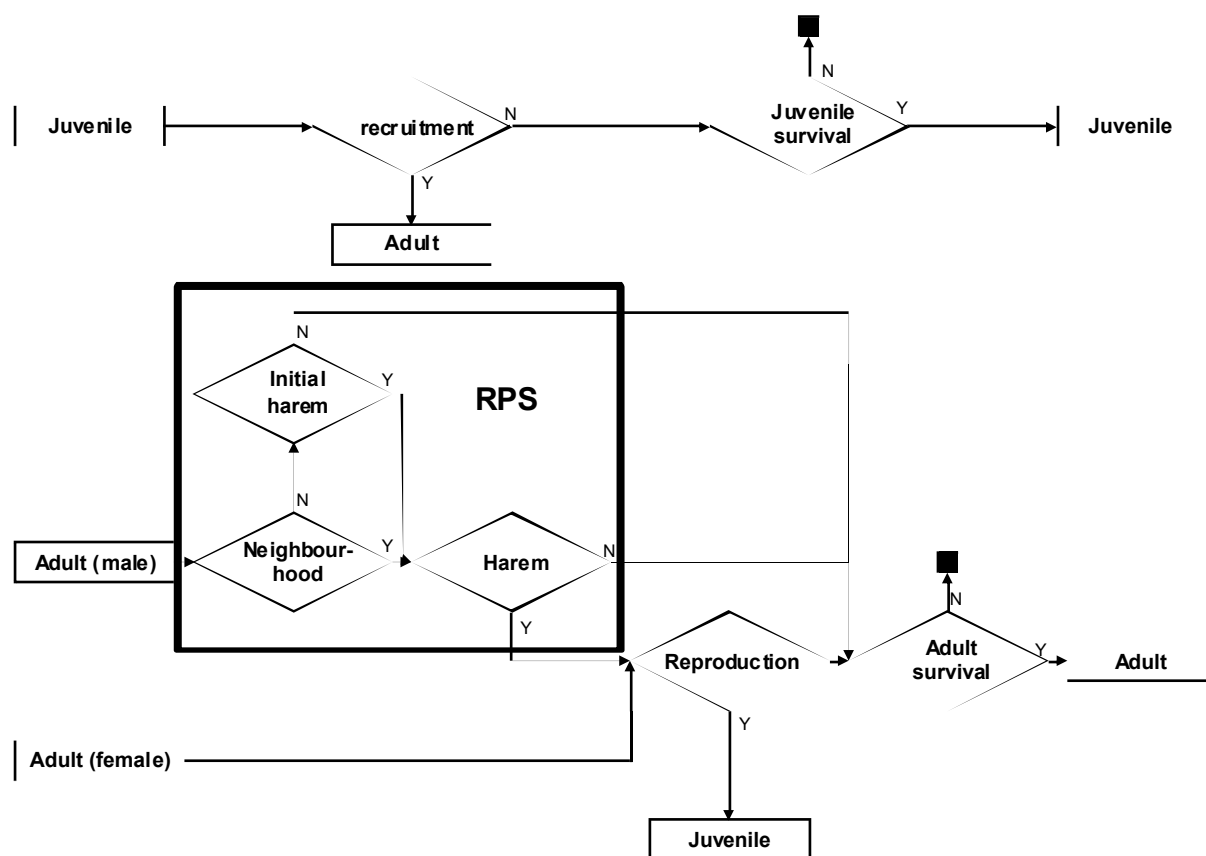 N
Juvenile
recruitment
N
Juvenile
survival
Y
Juvenile
Y
Adult
N
Initial
harem
Y
RPS
N
Adult (male)
Neighbour-
hood
Y
Harem
N
Y
N
Reproduction
Adult
survival
Y
Adult
Y
Adult (female)
Juvenile